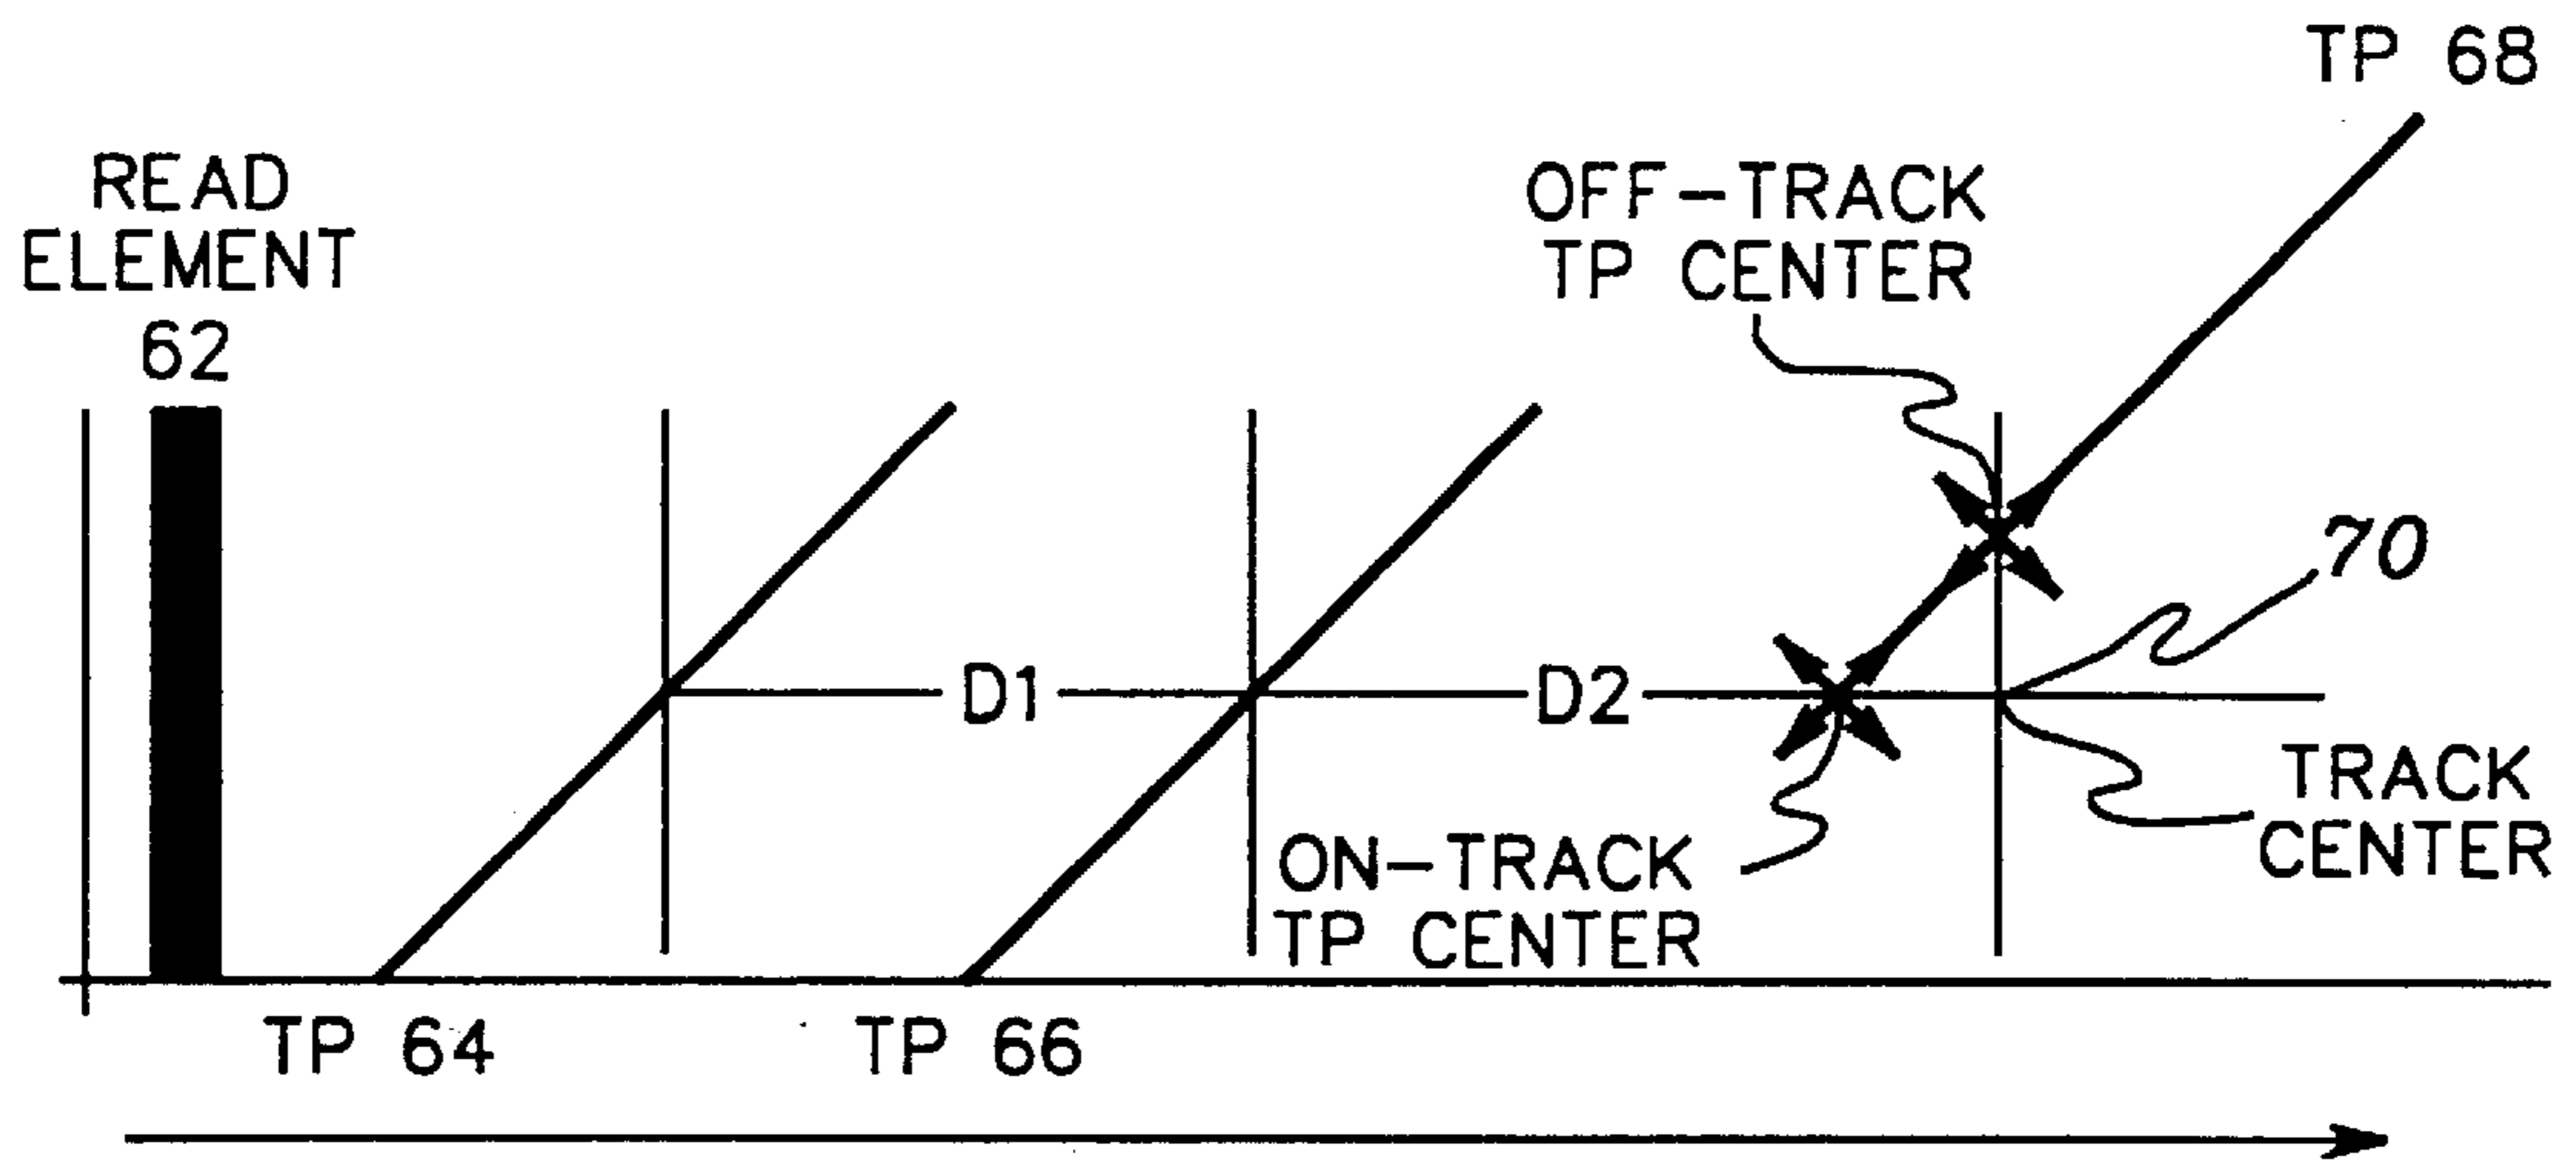 TP 68
READ
ELEMENT
62
OFF-TRACK
TP CENTER
70
D1
D2
TRACK
CENTER
ON-TRACK
TP CENTER
TP 64
TP 66